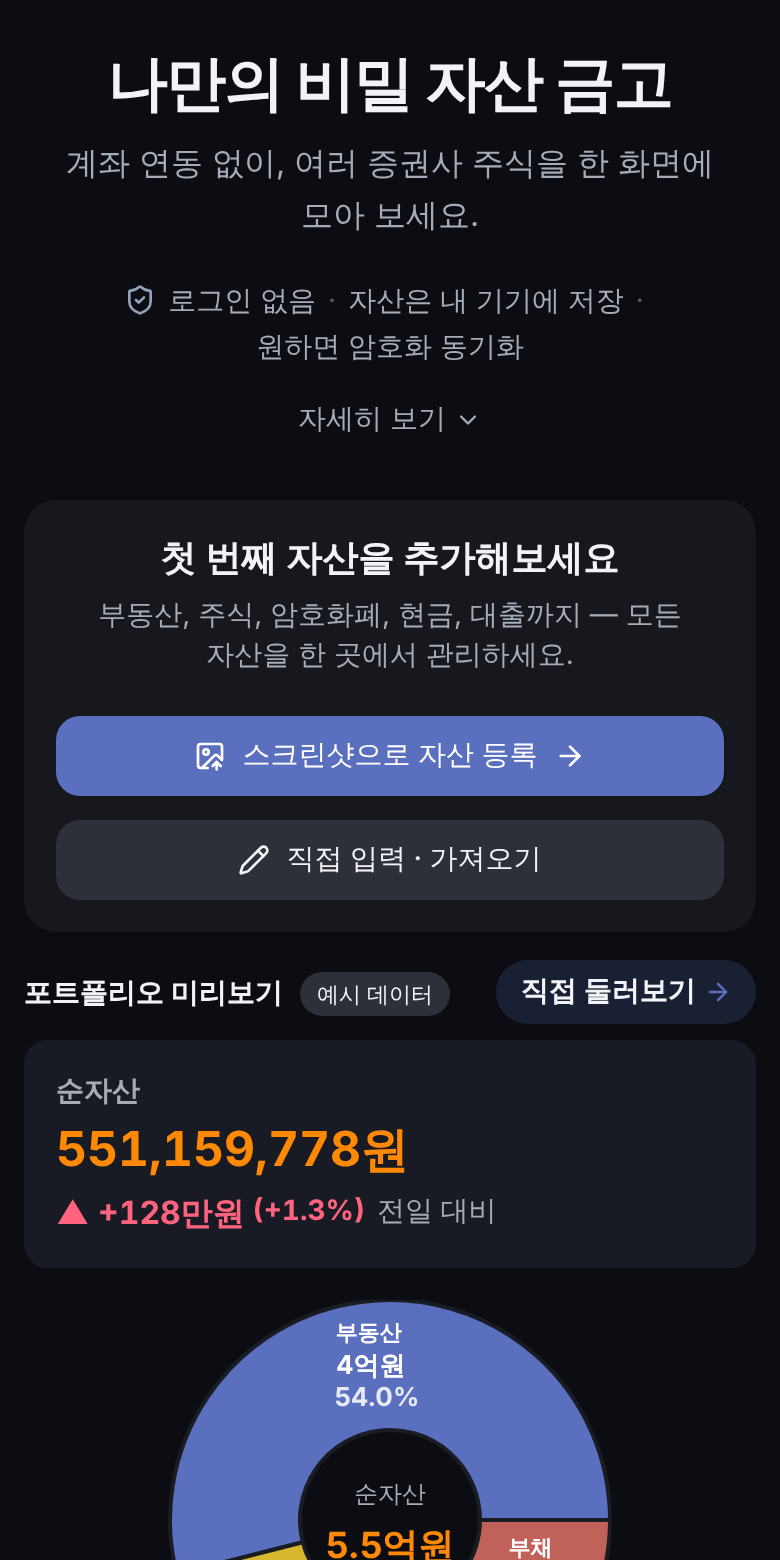 나만의 비밀 자산 금고
계좌 연동 없이, 여러 증권사 주식을 한 화면에
모아 보세요.
로그인 없음 · 자산은 내 기기에 저장 ·
원하면 암호화 동기화
자세히 보기
첫 번째 자산을 추가해보세요
부동산, 주식, 암호화폐, 현금, 대출까지 — 모든
자산을 한 곳에서 관리하세요.
스크린샷으로 자산 등록 →
직접 입력 · 가져오기
포트폴리오 미리보기 예시 데이터 직접 둘러보기 →
순자산
551,159,778원
▲ +128만원 (+1.3%) 전일 대비
부동산
4억원
54.0%
순자산
5.5억원
부채